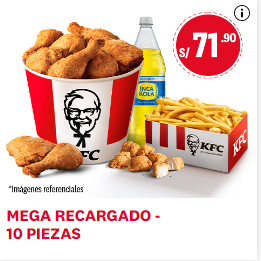 S/ 71.90
INCA
KOLA
KFC
KFC
*Imágenes referenciales
MEGA RECARGADO -
10 PIEZAS